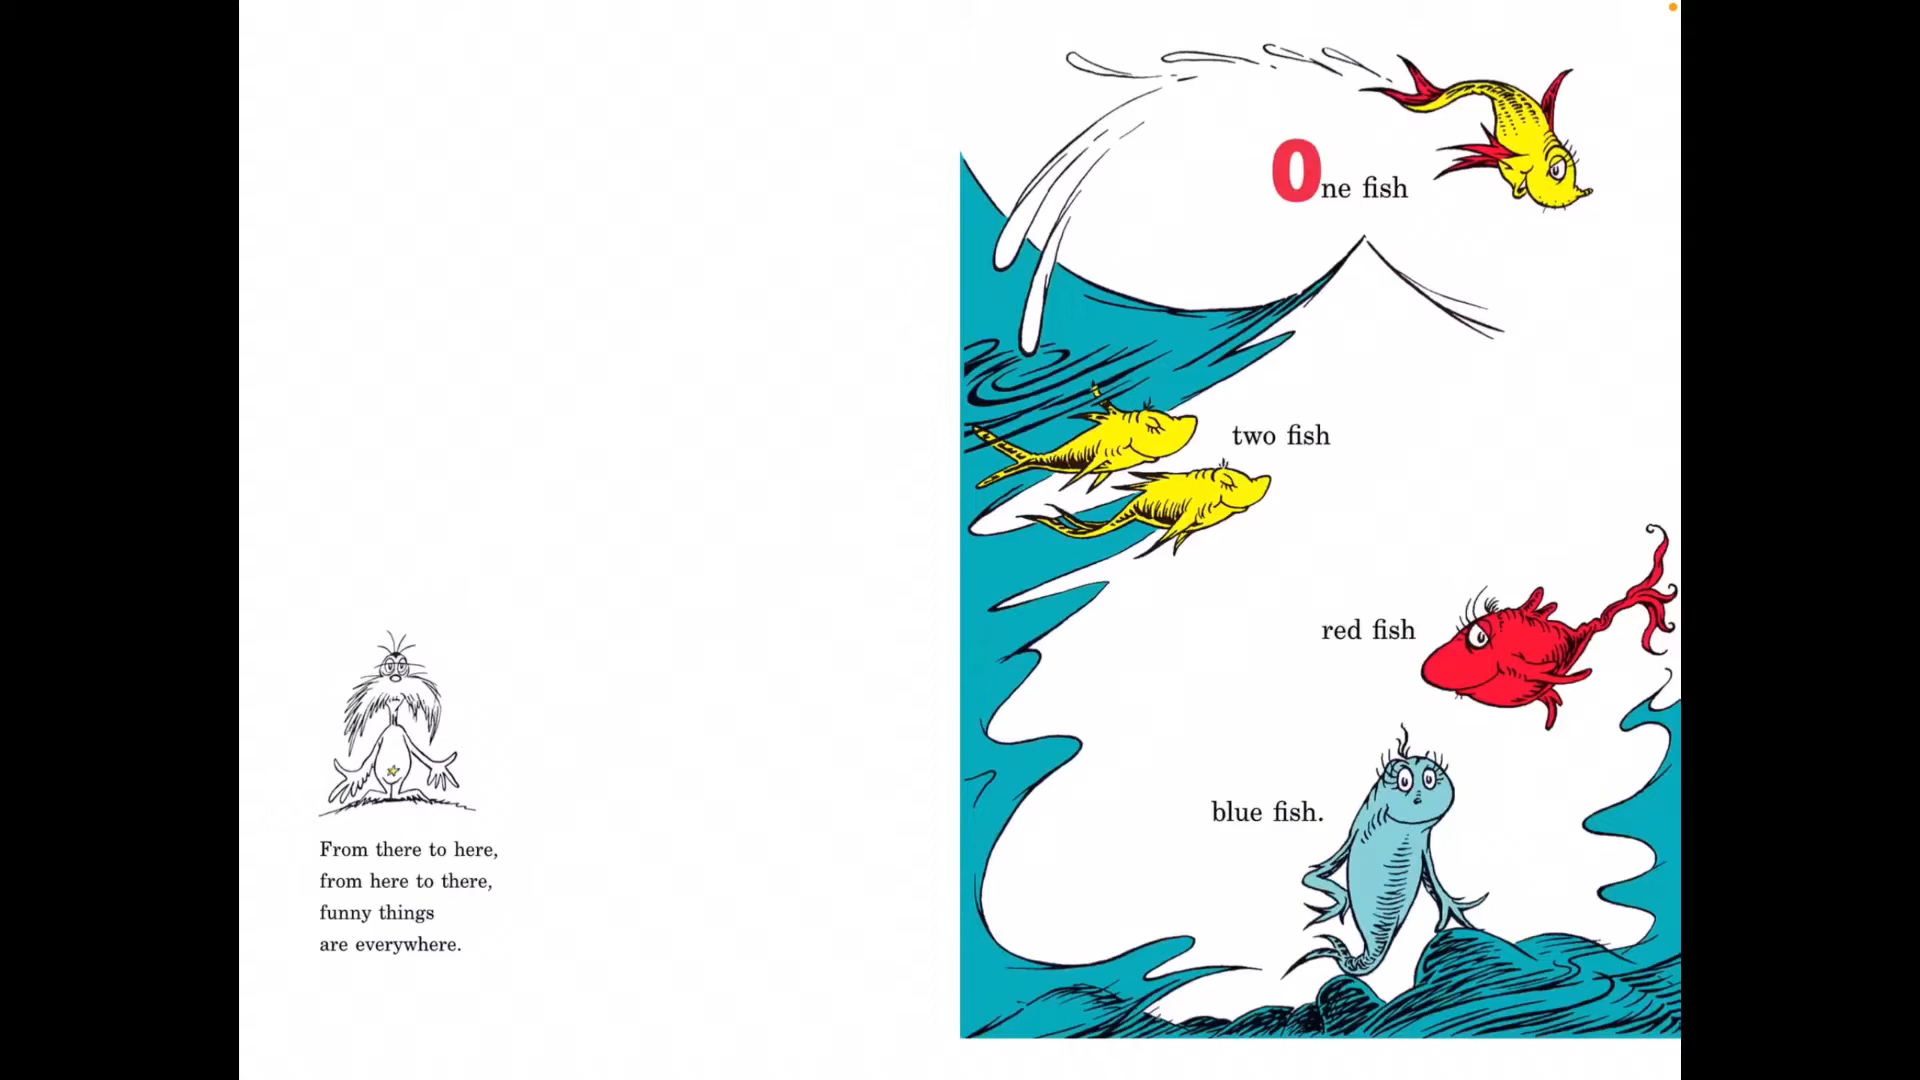 From there to here,
from here to there,
funny things
are everywhere.
One fish
two fish
red fish
blue fish.